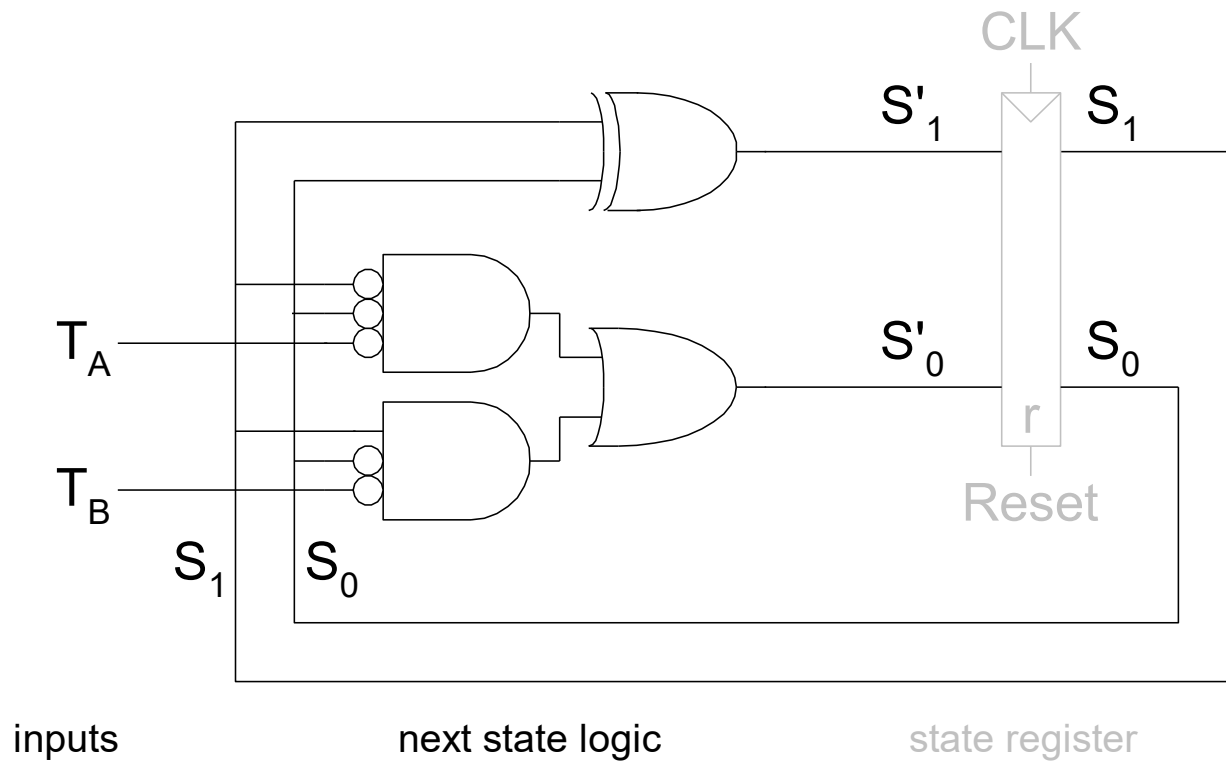 CLK
S'1 S1
TA
S'0 S0
r
TB
Reset
S1 S0
inputs next state logic state register